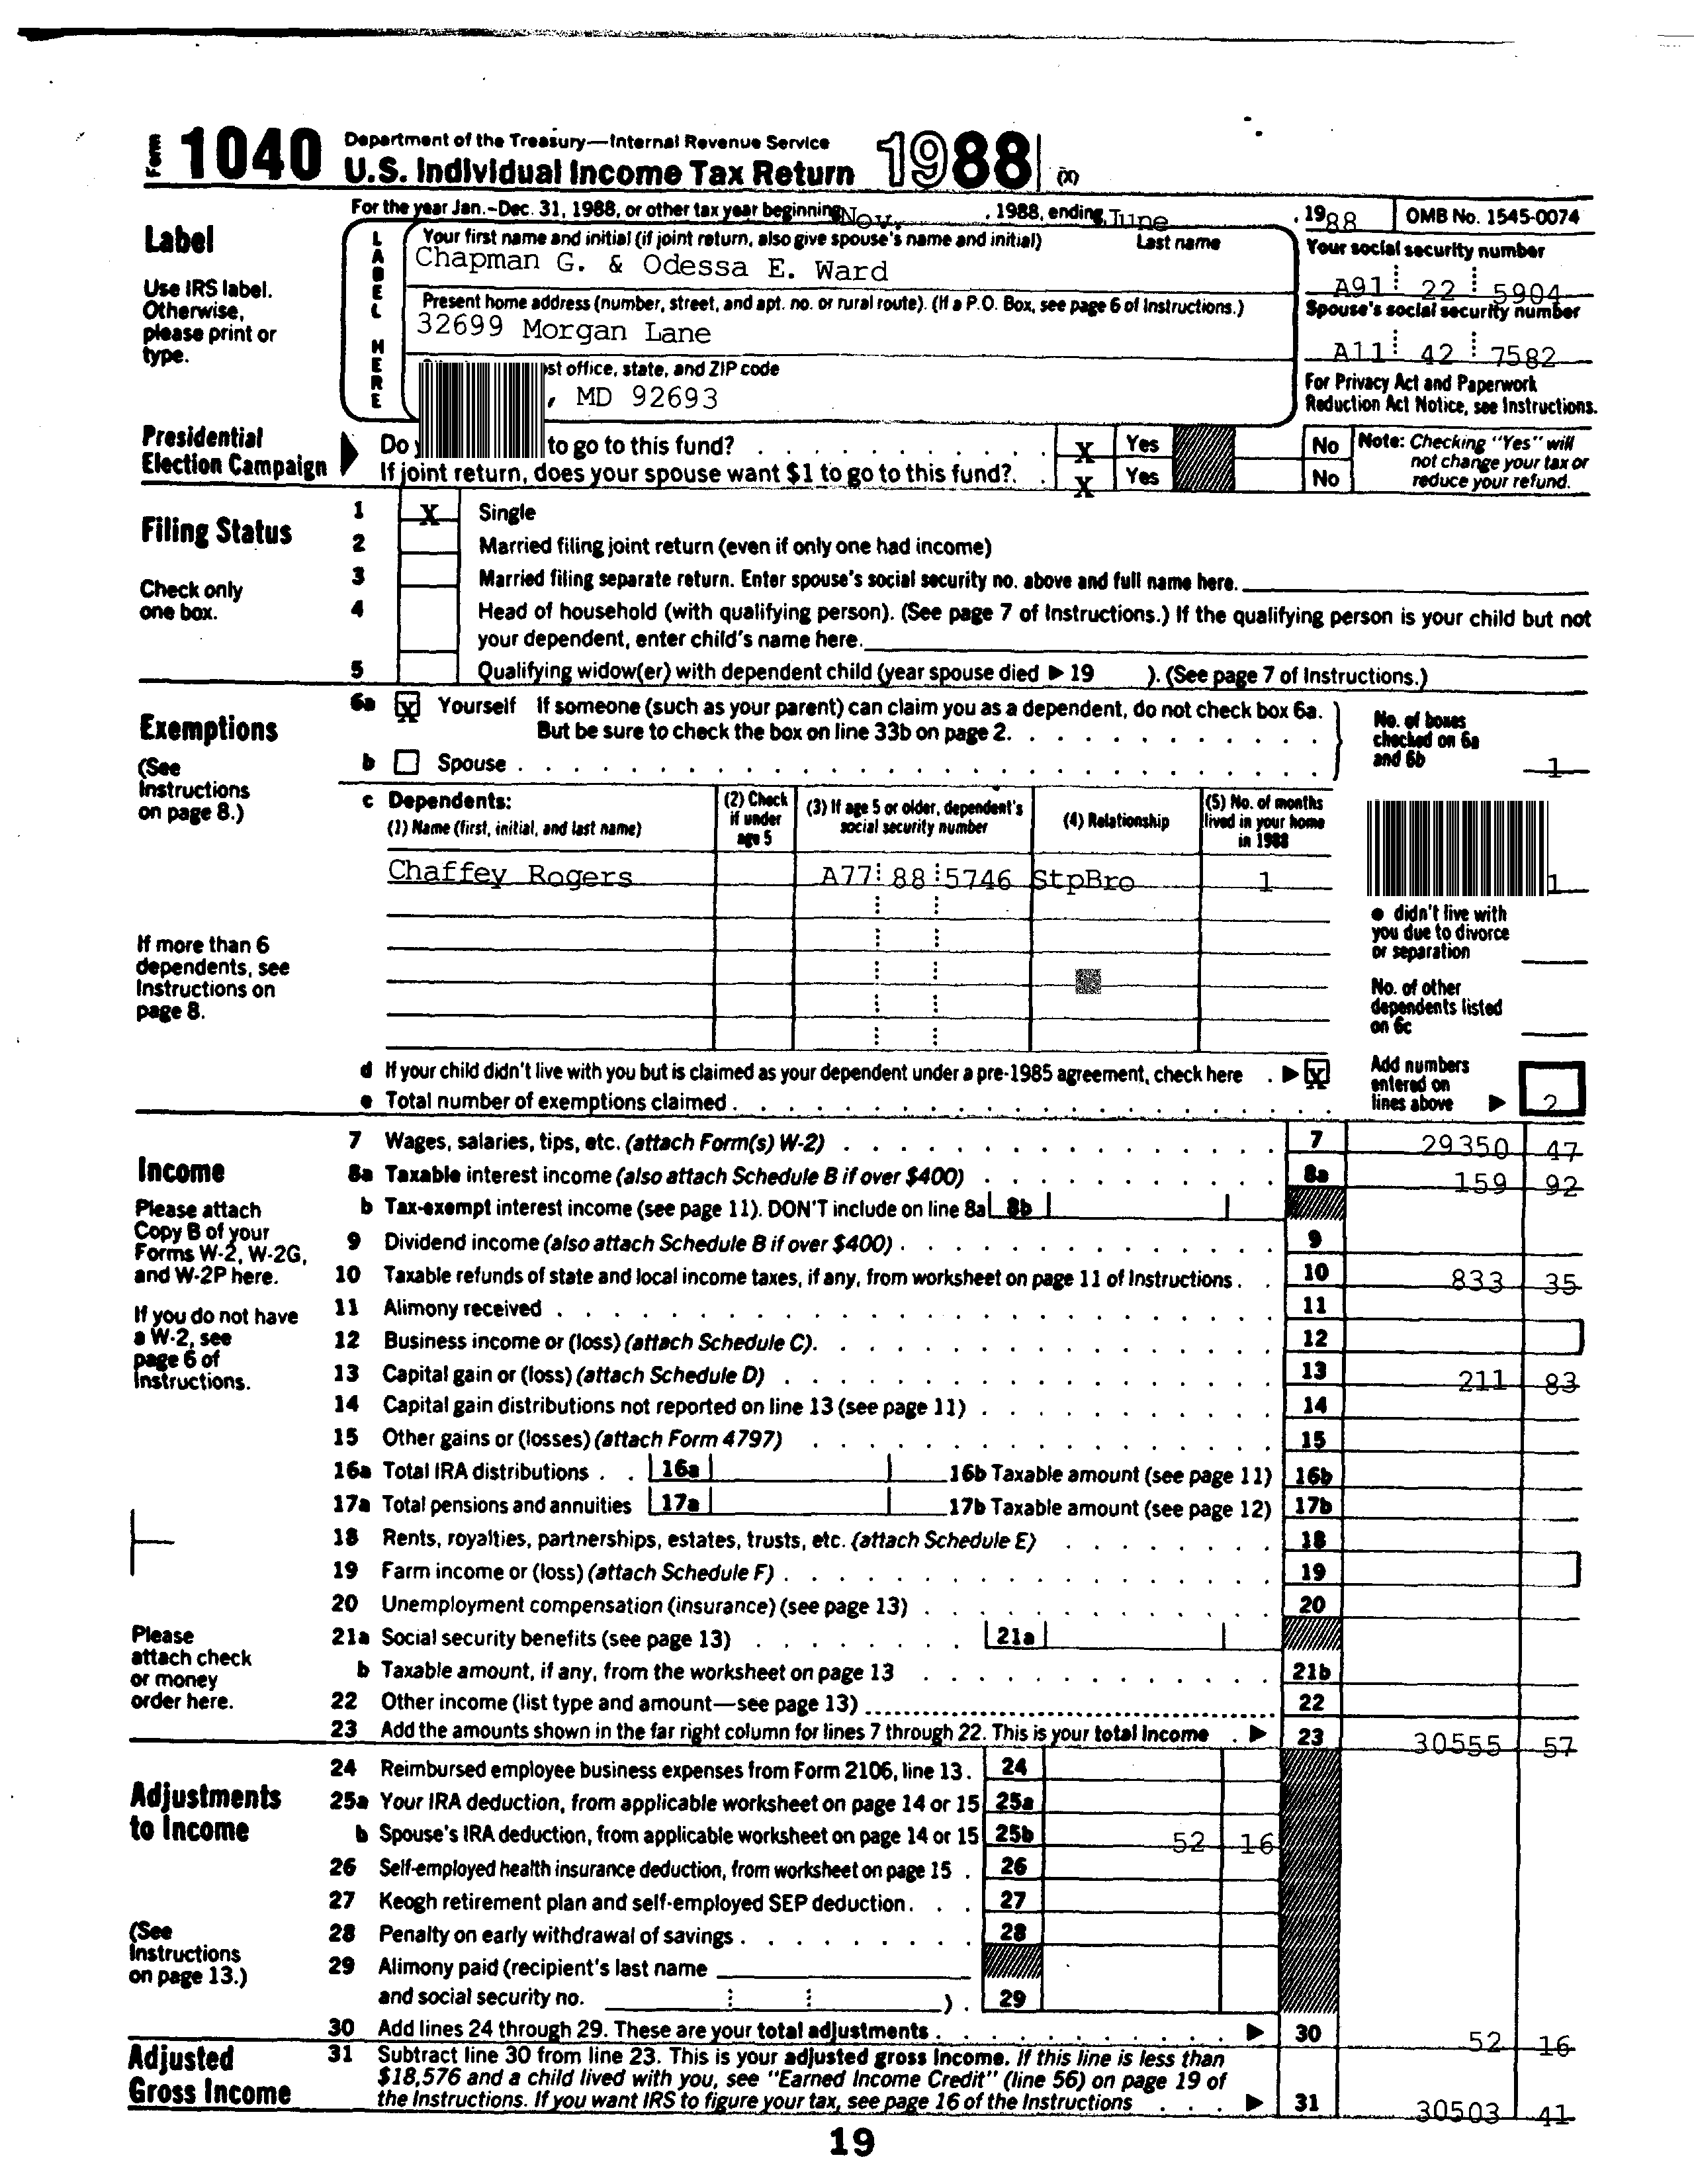 Form 1040 Department of the Treasury—Internal Revenue Service
U.S. Individual Income Tax Return 1988 (X)
For the year Jan.-Dec. 31, 1988, or other tax year beginning Nov. , 1988, ending June , 1988 OMB No. 1545-0074
Label
Use IRS label.
Otherwise,
please print or
type.
LABEL HERE
Your first name and initial (if joint return, also give spouse's name and initial) Last name
Chapman G. & Odessa E. Ward
Your social security number
A91 22 5904
Present home address (number, street, and apt. no. or rural route). (If a P.O. Box, see page 6 of Instructions.)
32699 Morgan Lane
Spouse's social security number
A11 42 7582
office, state, and ZIP code
, MD 92693
For Privacy Act and Paperwork
Reduction Act Notice, see Instructions.
Presidential
Election Campaign
Do to go to this fund? X Yes No
If joint return, does your spouse want $1 to go to this fund? X Yes No
Note: Checking "Yes" will
not change your tax or
reduce your refund.
Filing Status
Check only
one box.
1 X Single
2 Married filing joint return (even if only one had income)
3 Married filing separate return. Enter spouse's social security no. above and full name here.
4 Head of household (with qualifying person). (See page 7 of Instructions.) If the qualifying person is your child but not
your dependent, enter child's name here.
5 Qualifying widow(er) with dependent child (year spouse died ▶ 19 ). (See page 7 of Instructions.)
Exemptions
(See
Instructions
on page 8.)
6a X Yourself If someone (such as your parent) can claim you as a dependent, do not check box 6a.
But be sure to check the box on line 33b on page 2.
b Spouse
No. of boxes
checked on 6a
and 6b 1
c Dependents:
(1) Name (first, initial, and last name)
(2) Check
if under
age 5
(3) If age 5 or older, dependent's
social security number
(4) Relationship
(5) No. of months
lived in your home
in 1988
Chaffey Rogers A77 88 5746 StpBro 1
1
● didn't live with
you due to divorce
or separation
No. of other
dependents listed
on 6c
If more than 6
dependents, see
Instructions on
page 8.
d If your child didn't live with you but is claimed as your dependent under a pre-1985 agreement, check here ▶ X
e Total number of exemptions claimed
Add numbers
entered on
lines above ▶ 2
Income
Please attach
Copy B of your
Forms W-2, W-2G,
and W-2P here.
If you do not have
a W-2, see
page 6 of
Instructions.
Please
attach check
or money
order here.
7 Wages, salaries, tips, etc. (attach Form(s) W-2) 7 29350 47
8a Taxable interest income (also attach Schedule B if over $400) 8a 159 92
b Tax-exempt interest income (see page 11). DON'T include on line 8a 8b
9 Dividend income (also attach Schedule B if over $400) 9
10 Taxable refunds of state and local income taxes, if any, from worksheet on page 11 of Instructions 10 833 35
11 Alimony received 11
12 Business income or (loss) (attach Schedule C) 12
13 Capital gain or (loss) (attach Schedule D) 13 211 83
14 Capital gain distributions not reported on line 13 (see page 11) 14
15 Other gains or (losses) (attach Form 4797) 15
16a Total IRA distributions 16a 16b Taxable amount (see page 11) 16b
17a Total pensions and annuities 17a 17b Taxable amount (see page 12) 17b
18 Rents, royalties, partnerships, estates, trusts, etc. (attach Schedule E) 18
19 Farm income or (loss) (attach Schedule F) 19
20 Unemployment compensation (insurance) (see page 13) 20
21a Social security benefits (see page 13) 21a
b Taxable amount, if any, from the worksheet on page 13 21b
22 Other income (list type and amount—see page 13) 22
23 Add the amounts shown in the far right column for lines 7 through 22. This is your total income ▶ 23 30555 57
Adjustments
to Income
(See
Instructions
on page 13.)
24 Reimbursed employee business expenses from Form 2106, line 13 24
25a Your IRA deduction, from applicable worksheet on page 14 or 15 25a
b Spouse's IRA deduction, from applicable worksheet on page 14 or 15 25b 52 16
26 Self-employed health insurance deduction, from worksheet on page 15 26
27 Keogh retirement plan and self-employed SEP deduction 27
28 Penalty on early withdrawal of savings 28
29 Alimony paid (recipient's last name
and social security no. ) 29
30 Add lines 24 through 29. These are your total adjustments ▶ 30 52 16
Adjusted
Gross Income
31 Subtract line 30 from line 23. This is your adjusted gross income. If this line is less than
$18,576 and a child lived with you, see "Earned Income Credit" (line 56) on page 19 of
the Instructions. If you want IRS to figure your tax, see page 16 of the Instructions ▶ 31 30503 41
19